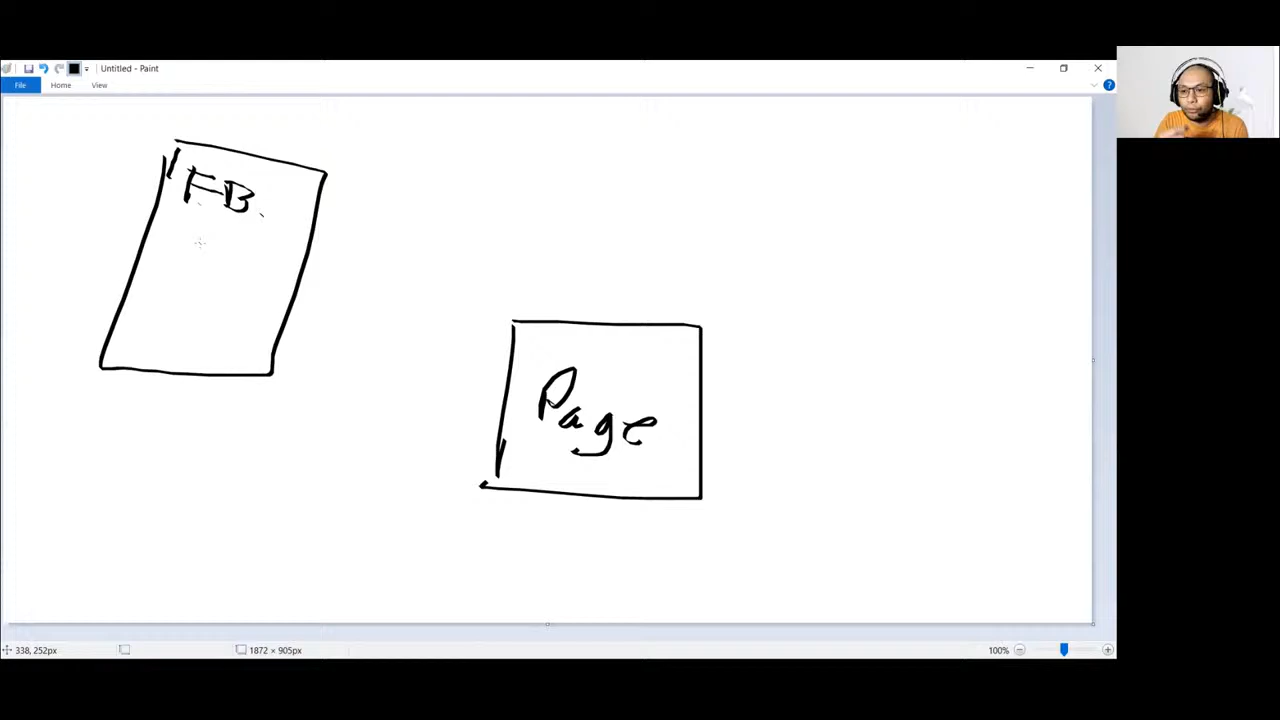 Untitled - Paint
File Home View
FB.
Page
338, 252px
1872 × 905px
100%